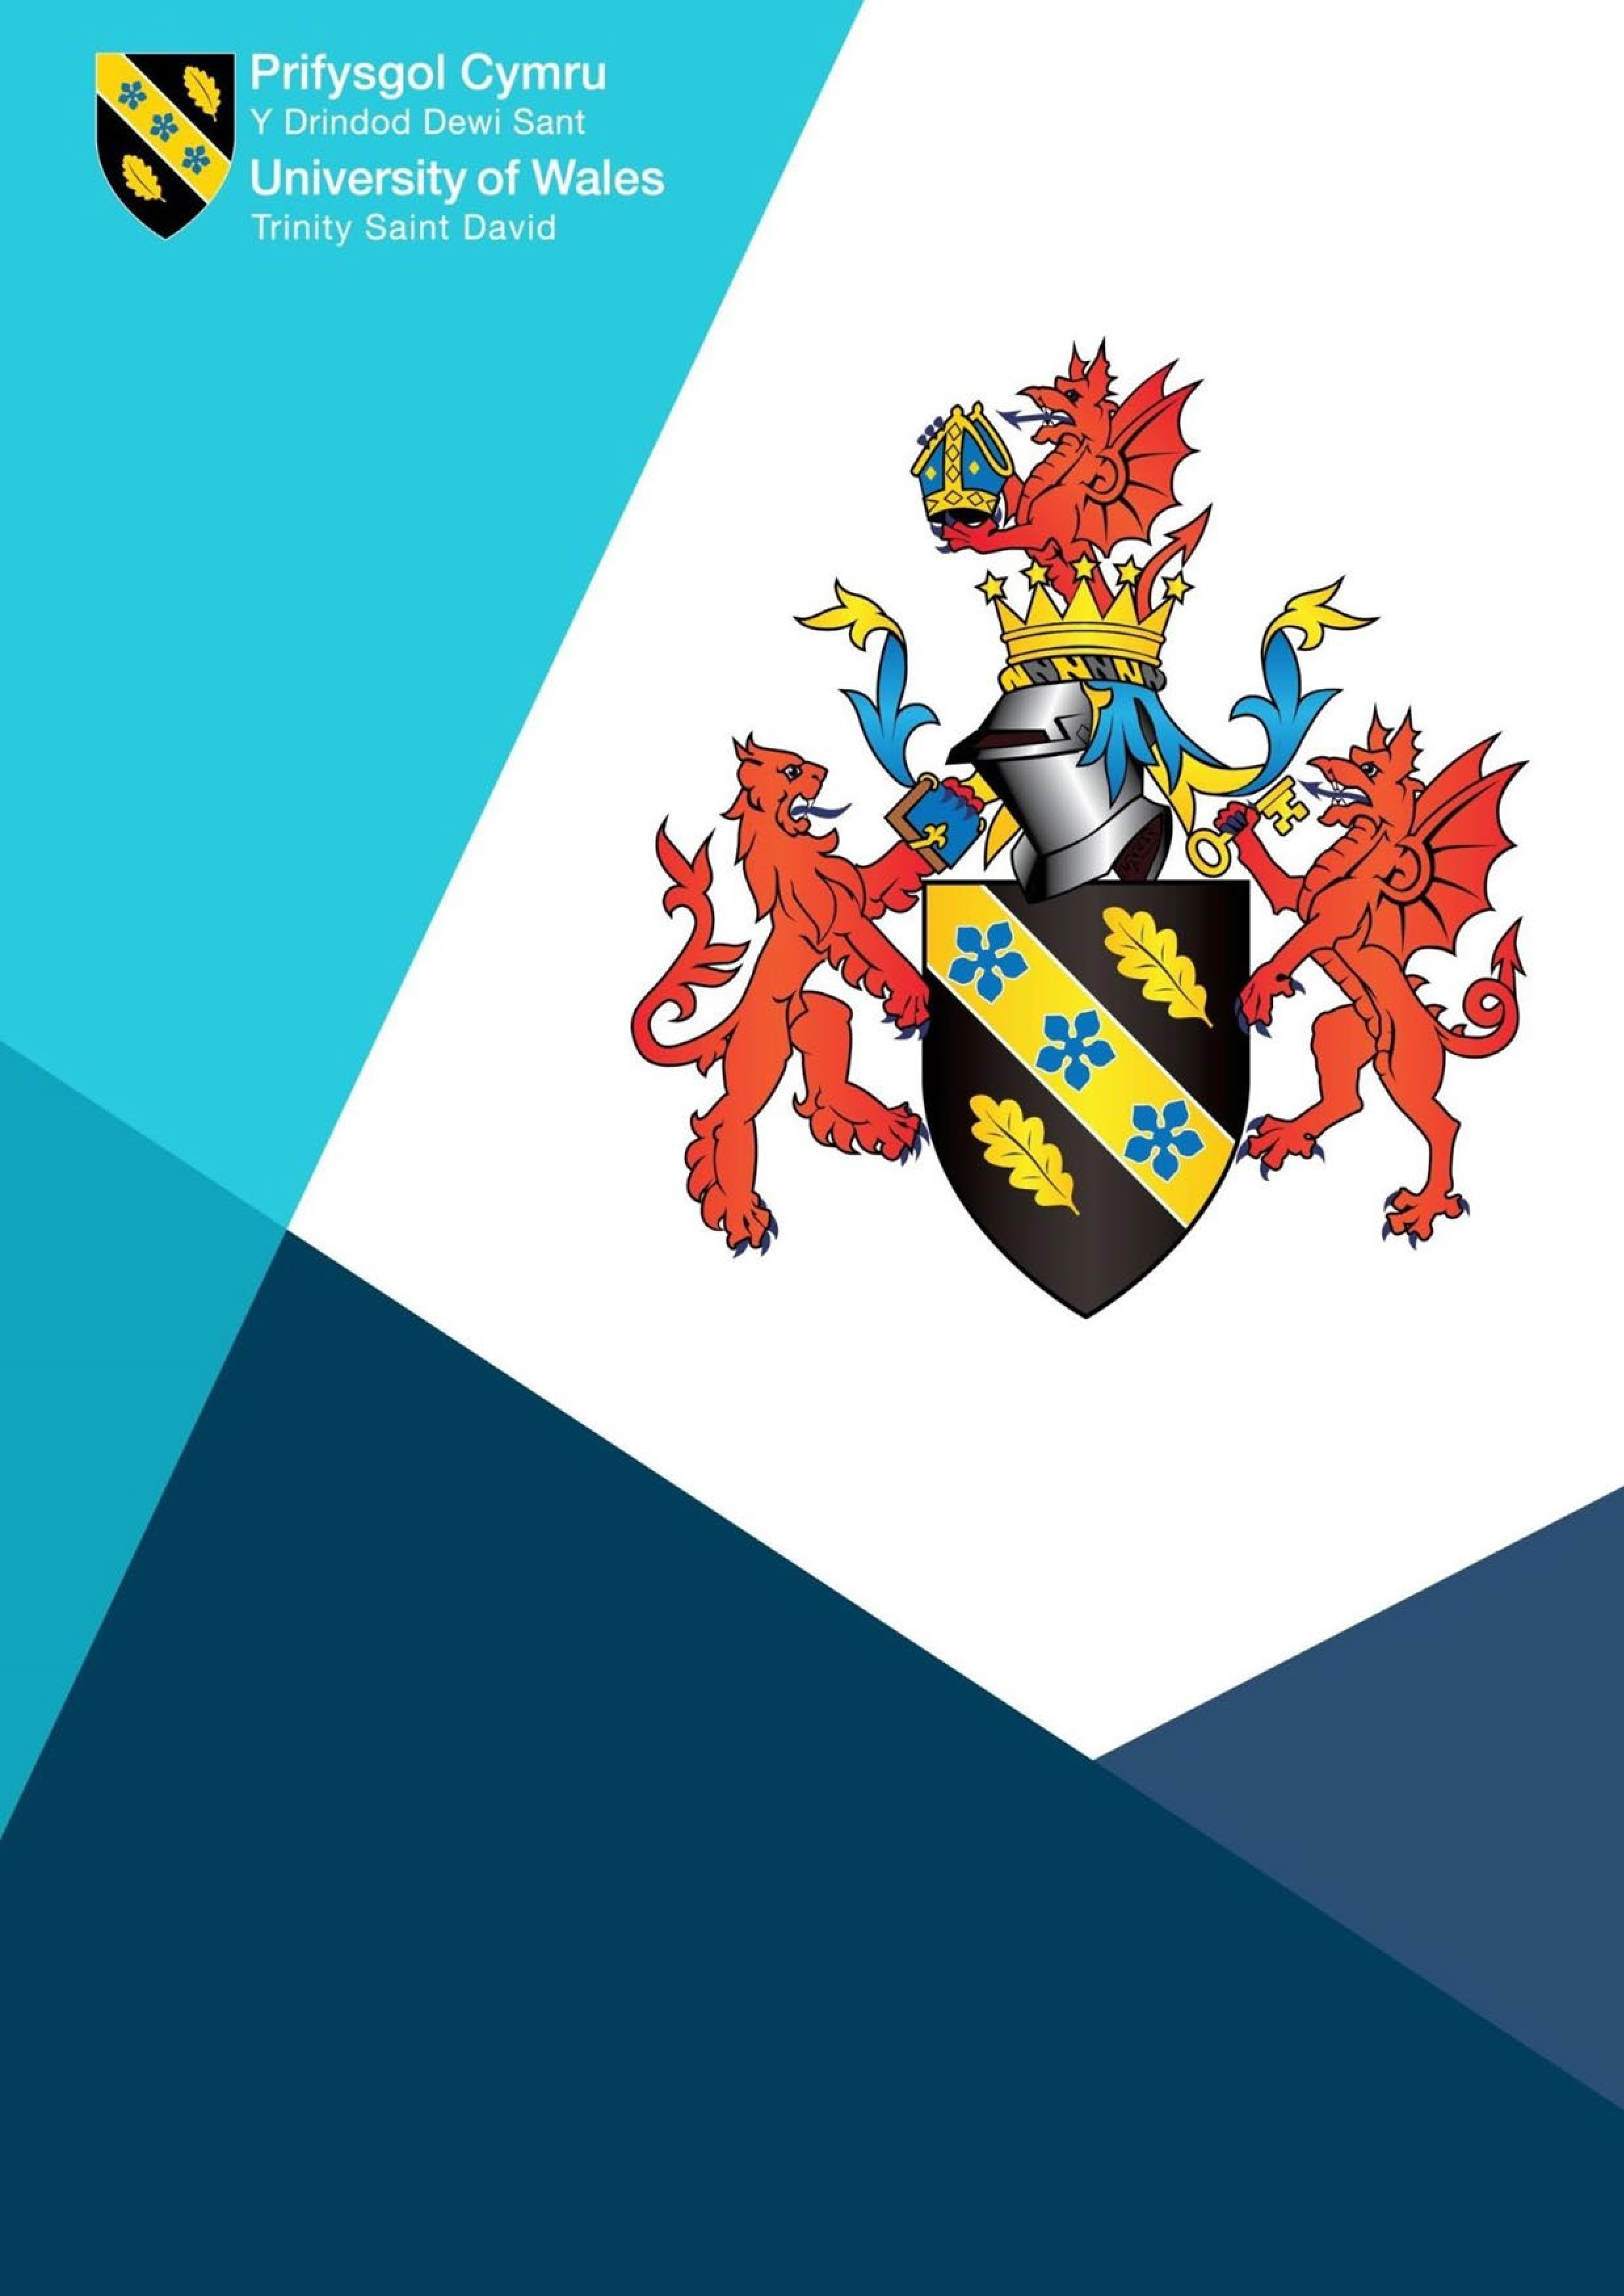 Prifysgol Cymru
Y Drindod Dewi Sant
University of Wales
Trinity Saint David